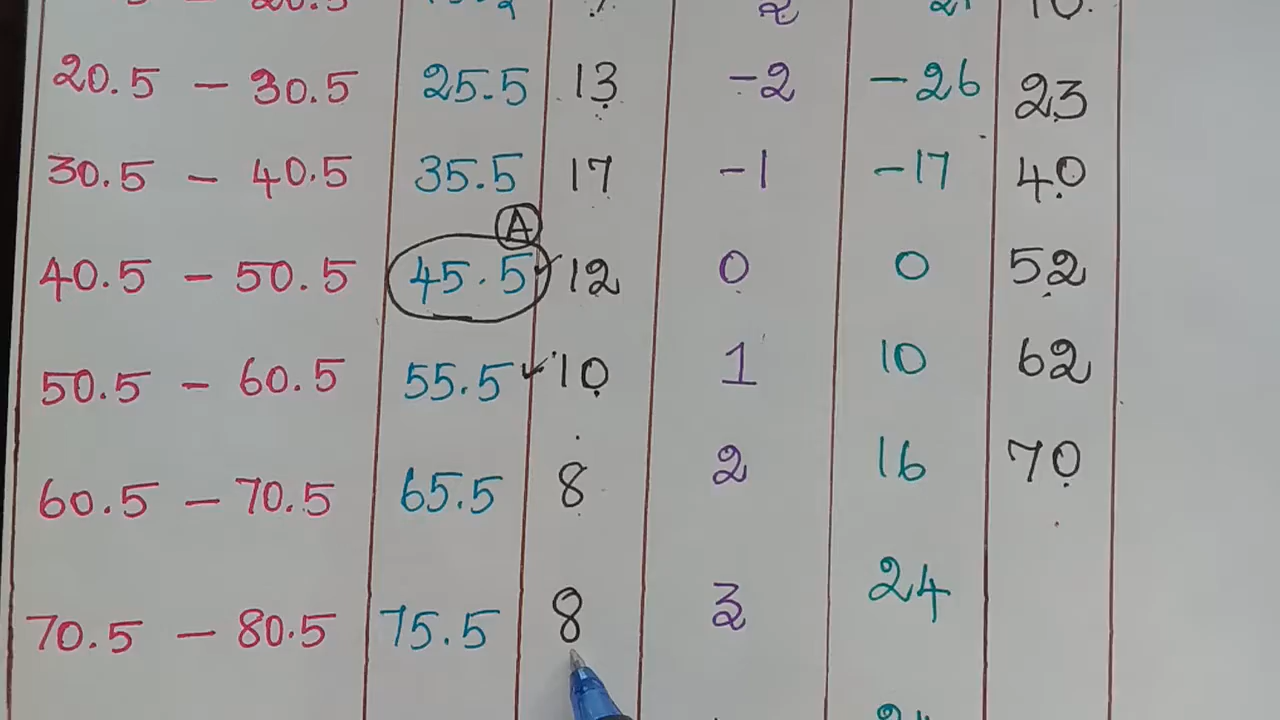 20.5 - 30.5 25.5 13 -2 -26 23
30.5 - 40.5 35.5 17 -1 -17 40
A
40.5 - 50.5 45.5 12 0 0 52
50.5 - 60.5 55.5 10 1 10 62
60.5 - 70.5 65.5 8 2 16 70
70.5 - 80.5 75.5 8 3 24